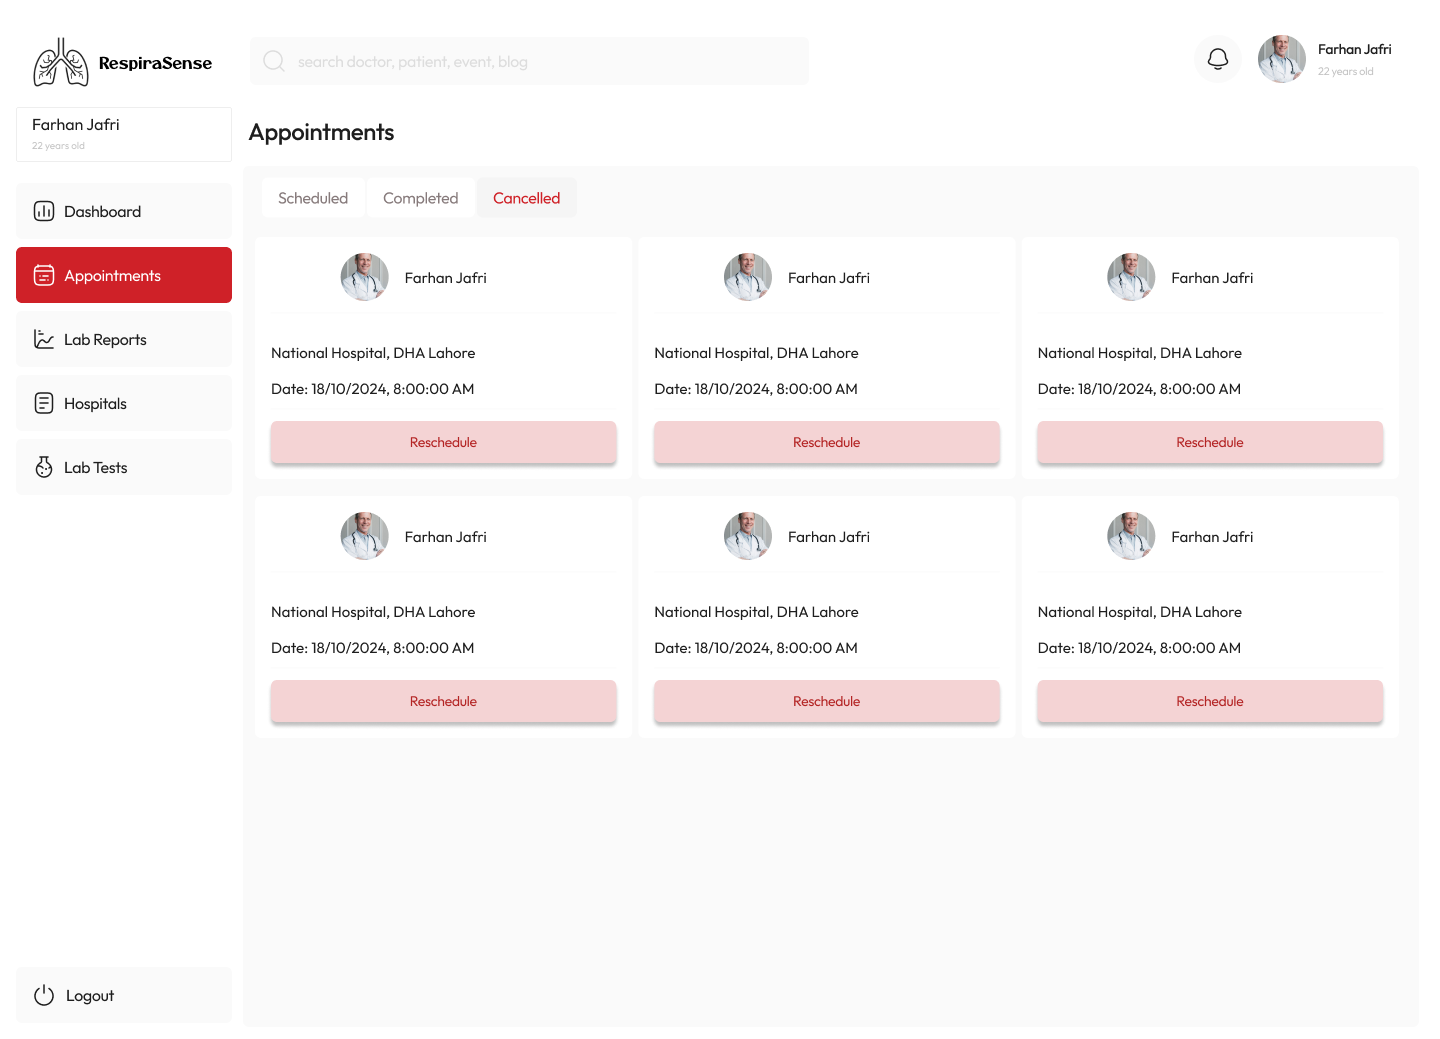 RespiraSense
search doctor, patient, event, blog
Farhan Jafri
22 years old
Farhan Jafri
22 years old
Appointments
Dashboard
Appointments
Lab Reports
Hospitals
Lab Tests
Logout
Scheduled
Completed
Cancelled
Farhan Jafri
National Hospital, DHA Lahore
Date: 18/10/2024, 8:00:00 AM
Reschedule
Farhan Jafri
National Hospital, DHA Lahore
Date: 18/10/2024, 8:00:00 AM
Reschedule
Farhan Jafri
National Hospital, DHA Lahore
Date: 18/10/2024, 8:00:00 AM
Reschedule
Farhan Jafri
National Hospital, DHA Lahore
Date: 18/10/2024, 8:00:00 AM
Reschedule
Farhan Jafri
National Hospital, DHA Lahore
Date: 18/10/2024, 8:00:00 AM
Reschedule
Farhan Jafri
National Hospital, DHA Lahore
Date: 18/10/2024, 8:00:00 AM
Reschedule